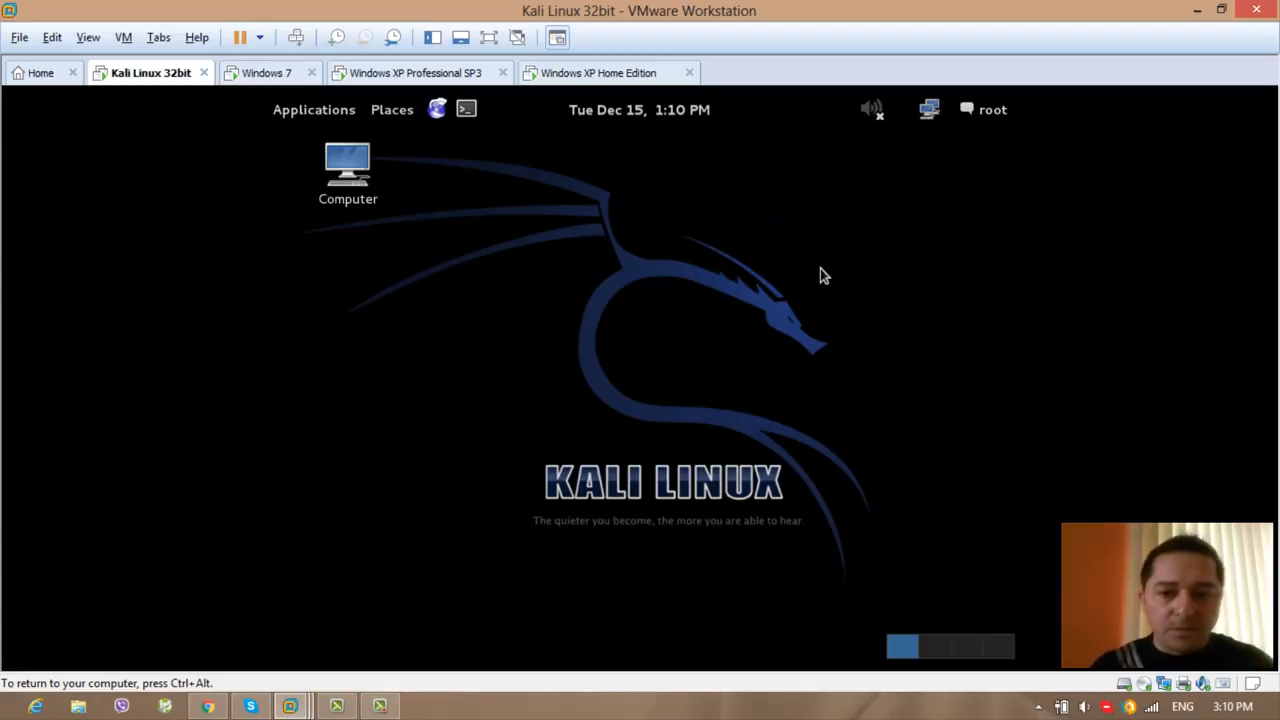 Kali Linux 32bit - VMware Workstation
File Edit View VM Tabs Help
Home Kali Linux 32bit Windows 7 Windows XP Professional SP3 Windows XP Home Edition
Applications Places Tue Dec 15, 1:10 PM root
Computer
KALI LINUX
The quieter you become, the more you are able to hear.
To return to your computer, press Ctrl+Alt.
ENG 3:10 PM